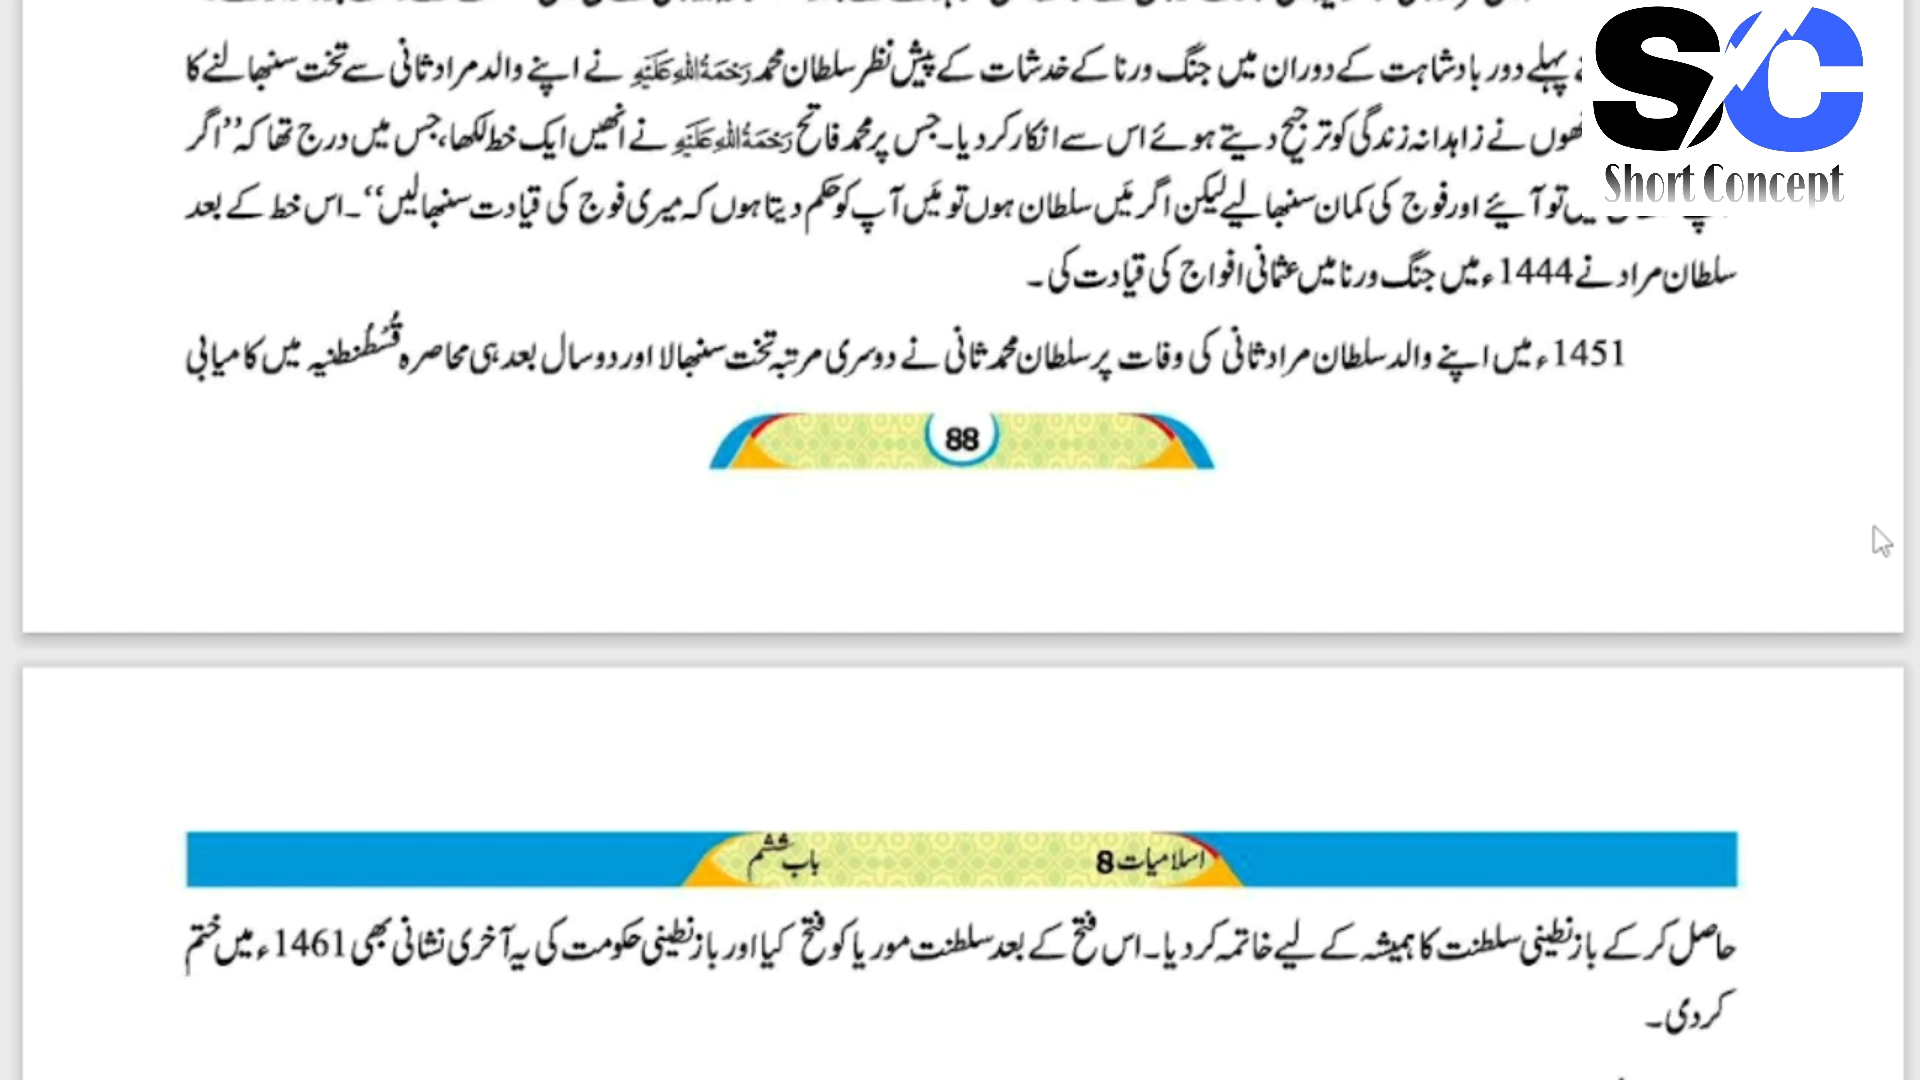 پہلے دور بادشاہت کے دوران میں جنگ ورنا کے خدشات کے پیش نظر سلطان محمد رَحْمَةُاللهِ عَلَيْهِ نے اپنے والد مراد ثانی سے تخت سنبھالنے کا
نے زاہدانہ زندگی کو ترجیح دیتے ہوئے اس سے انکار کر دیا۔ جس پر محمد فاتح رَحْمَةُاللهِ عَلَيْهِ نے انھیں ایک خط لکھا، جس میں درج تھا کہ ’’اگر
تو آیئے اور فوج کی کمان سنبھالیے لیکن اگر مَیں سلطان ہوں تو مَیں آپ کو حکم دیتا ہوں کہ میری فوج کی قیادت سنبھالیں‘‘۔ اس خط کے بعد
سلطان مراد نے 1444ء میں جنگ ورنا میں عثمانی افواج کی قیادت کی۔
1451ء میں اپنے والد سلطان مراد ثانی کی وفات پر سلطان محمد ثانی نے دوسری مرتبہ تخت سنبھالا اور دو سال بعد ہی محاصرہ قُسْطُنطنیہ میں کامیابی
88
اسلامیات 8
باب ششم
حاصل کر کے بازنطینی سلطنت کا ہمیشہ کے لیے خاتمہ کر دیا۔ اس فتح کے بعد سلطنت موریا کو فتح کیا اور بازنطینی حکومت کی یہ آخری نشانی بھی 1461ء میں ختم
کر دی۔
SC
Short Concept